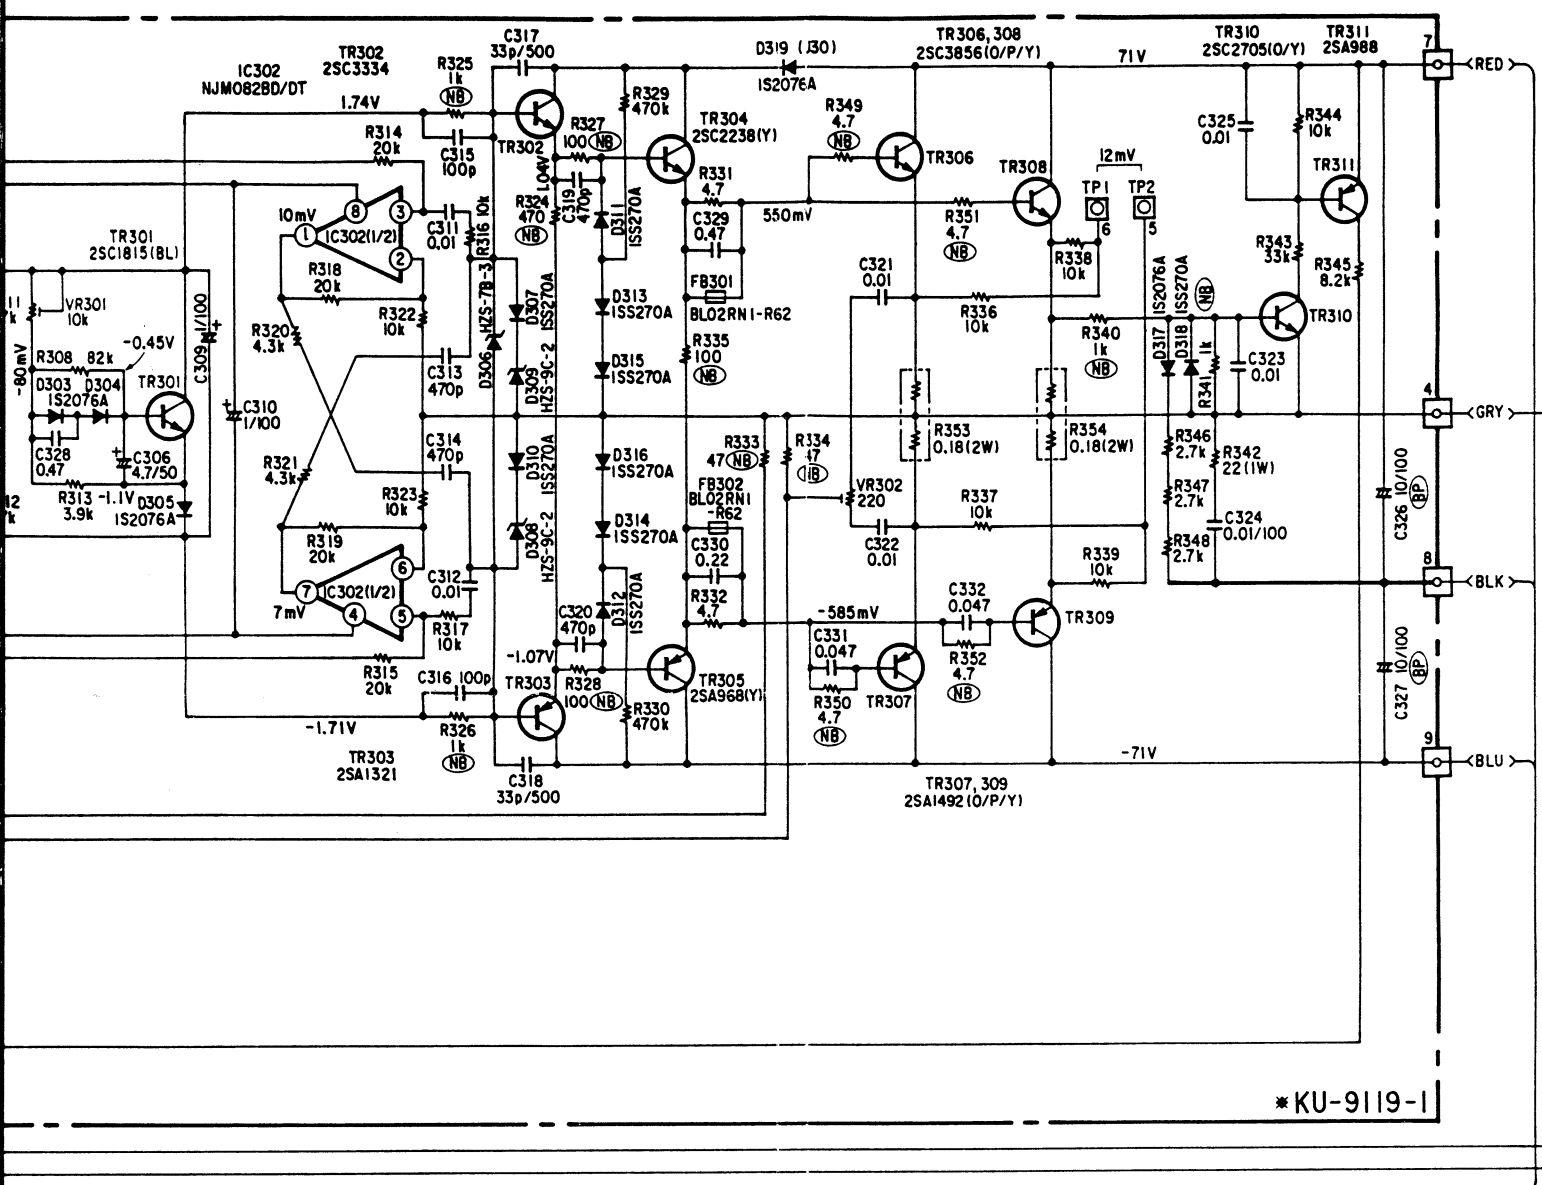 C317
33p/500
TR302
2SC3334
IC302
NJM082BD/DT
R325
1k
NB
D319 (J30)
1S2076A
TR306,308
2SC3856(O/P/Y)
71V
TR310
2SC2705(O/Y)
TR311
2SA988
7
RED
1.74V
R314
20k
C315
100p
TR302
R327
100
NB
R329
470k
TR304
2SC2238(Y)
R349
4.7
NB
TR306
TR308
12mV
TP1
TP2
6
5
C325
0.01
R344
10k
TR311
1.04V
R324
470
NB
C319
470p
D311
1SS270A
R331
4.7
C329
0.47
550mV
R351
4.7
NB
R338
10k
10mV
8
3
1
IC302(1/2)
2
C311
0.01
R316 10k
TR301
2SC1815(BL)
R318
20k
R322
10k
VR301
10k
C309 1/100
+
R320
4.3k
D306
HZS-7B-3
D307
1SS270A
D313
1SS270A
FB301
BL02RN1-R62
C321
0.01
R336
10k
D317
1S2076A
D318
1SS270A
NB
R343
33k
R345
8.2k
TR310
-80mV
R308 82k
-0.45V
D303
D304
1S2076A
TR301
C313
470p
D309
HZS-9C-2
D315
1SS270A
R335
100
NB
R340
1k
NB
R341
1k
C323
0.01
C328
0.47
C306
4.7/50
+
C310
1/100
+
4
GRY
R313
3.9k
-1.1V
D305
1S2076A
R321
4.3k
C314
470p
R323
10k
D310
1SS270A
D308
HZS-9C-2
D316
1SS270A
D314
1SS270A
R333
47
NB
R334
FB302
BL02RN1
-R62
VR302
220
R353
0.18(2W)
R354
0.18(2W)
R346
2.7k
R342
22(1W)
R347
2.7k
R348
2.7k
C324
0.01/100
C326 10/100
BP
R319
20k
R337
10k
C322
0.01
C330
0.22
R339
10k
8
BLK
6
7
IC302(1/2)
4
5
7mV
C312
0.01
R317
10k
C320
470p
D312
1SS270A
R332
4.7
-585mV
C332
0.047
TR309
C331
0.047
R352
4.7
NB
R315
20k
C316 100p
-1.07V
TR303
R328
100
NB
R330
470k
TR305
2SA968(Y)
R350
4.7
NB
TR307
C327 10/100
BP
-1.71V
R326
1k
NB
TR303
2SA1321
C318
33p/500
TR307,309
2SA1492(O/P/Y)
-71V
9
BLU
※KU-9119-1